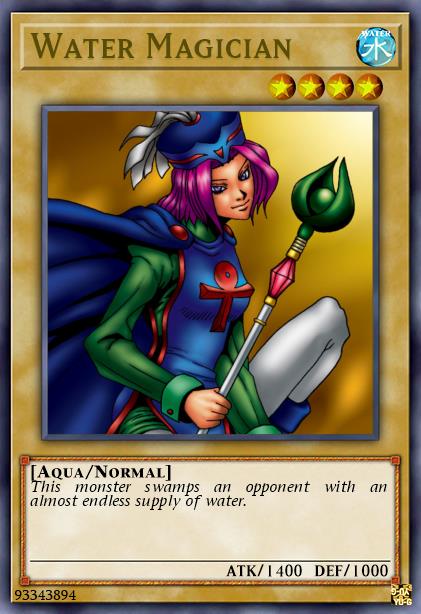 WATER MAGICIAN
WATER
水
[AQUA/NORMAL]
This monster swamps an opponent with an
almost endless supply of water.
ATK/1400 DEF/1000
93343894